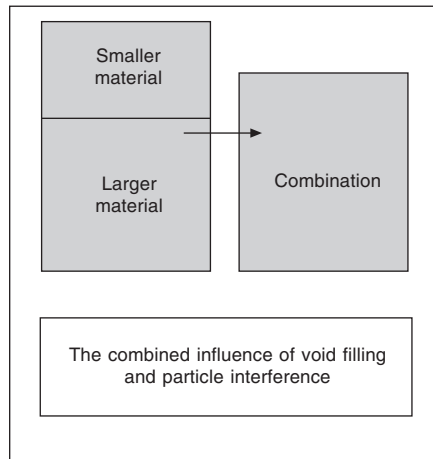 Smaller
material
Larger
material
Combination
The combined influence of void filling
and particle interference